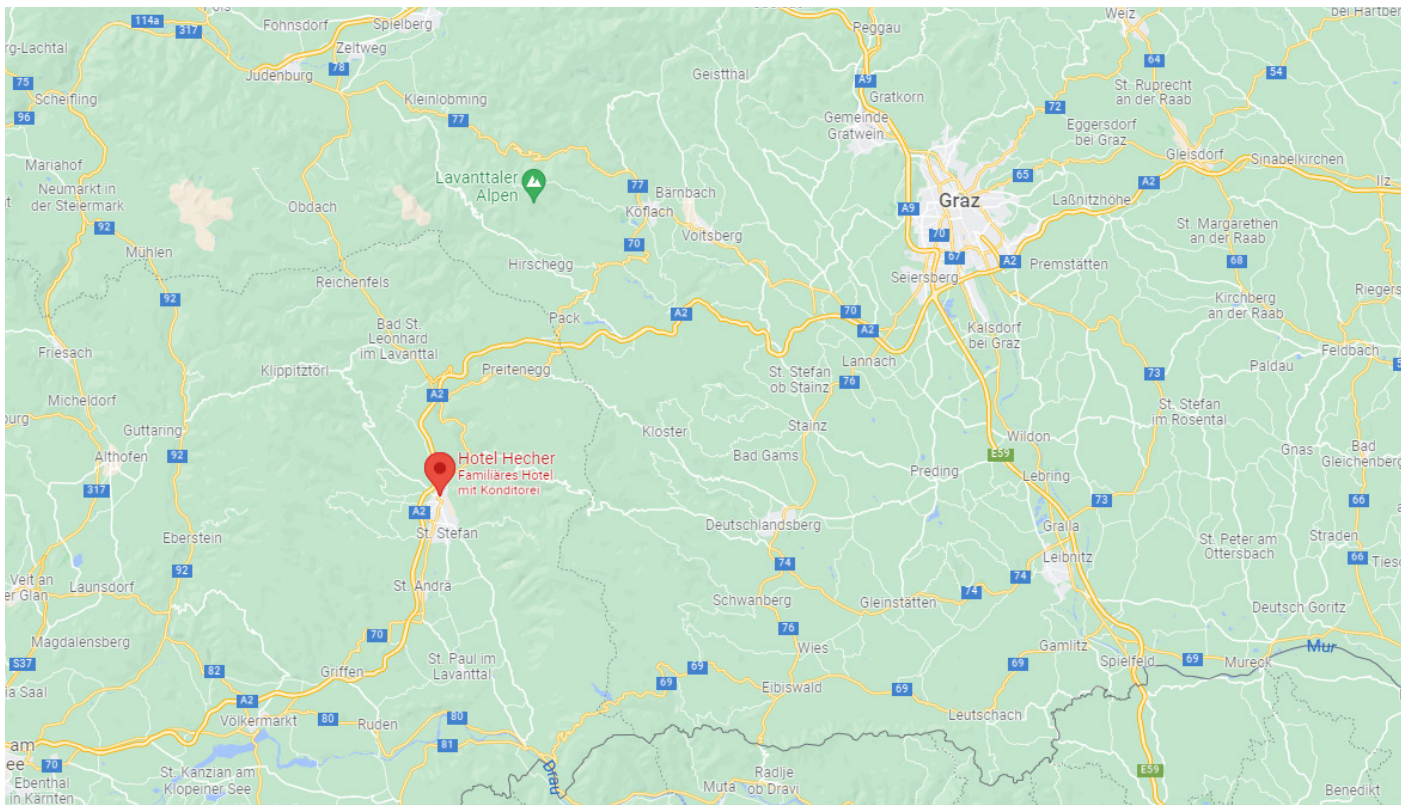 114a
317
Fohnsdorf
Spielberg
Zeltweg
Judenburg
78
rg-Lachtal
75
Scheifling
96
Kleinlobming
77
Geistthal
Peggau
A9
Gratkorn
Gemeinde
Gratwein
Weiz
bei Hartberg
64
54
St. Ruprecht
an der Raab
72
Eggersdorf
bei Graz
Gleisdorf
Sinabelkirchen
Ilz
Mariahof
Neumarkt in
der Steiermark
92
Mühlen
Obdach
Lavanttaler
Alpen
77
Bärnbach
Köflach
70
Voitsberg
Hirschegg
A9
Graz
65
A2
Laßnitzhöhe
70
67
A2
Seiersberg
Premstätten
St. Margarethen
an der Raab
68
Kirchberg
an der Raab
Riegers
Reichenfels
92
Pack
A2
70
A2
Kalsdorf
bei Graz
Feldbach
Paldau
Friesach
Bad St.
Leonhard
im Lavanttal
Klippitztörl
Preitenegg
A2
Lannach
St. Stefan
ob Stainz
76
73
St. Stefan
im Rosental
Micheldorf
Guttaring
Althofen
92
317
Stainz
Kloster
Bad Gams
Preding
Wildon
E59
Lebring
Gnas
Bad
Gleichenberg
66
Hotel Hecher
Familiäres Hotel
mit Konditorei
A2
St. Stefan
Deutschlandsberg
73
Gralla
Leibnitz
St. Peter am
Ottersbach
Straden
66
Tiesc
Eberstein
92
Veit an
er Glan
Launsdorf
St. Andrä
74
Schwanberg
Gleinstätten
74
74
Deutsch Goritz
Magdalensberg
70
76
Wies
Gamlitz
Spielfeld
69
Mureck
Mur
S37
ia Saal
82
Griffen
St. Paul im
Lavanttal
69
69
Eibiswald
69
69
Leutschach
A2
Völkermarkt
80
Ruden
80
81
am
ee
70
Ebenthal
in Kärnten
St. Kanzian am
Klopeiner See
Drau
Muta
Radlje
ob Dravi
E59
Benedikt